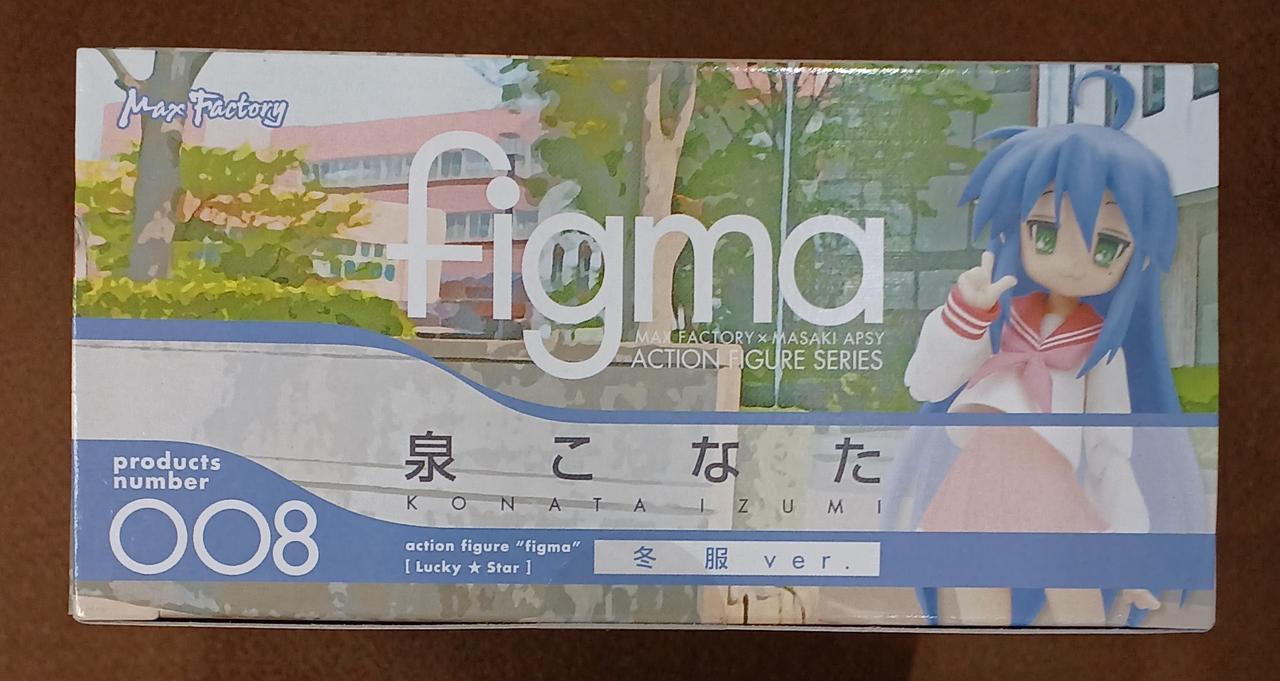 Max Factory
figma
MAX FACTORY×MASAKI APSY
ACTION FIGURE SERIES
泉こなた
KONATA IZUMI
products
number
008
action figure "figma"
[ Lucky ★ Star ]
冬服 ver.